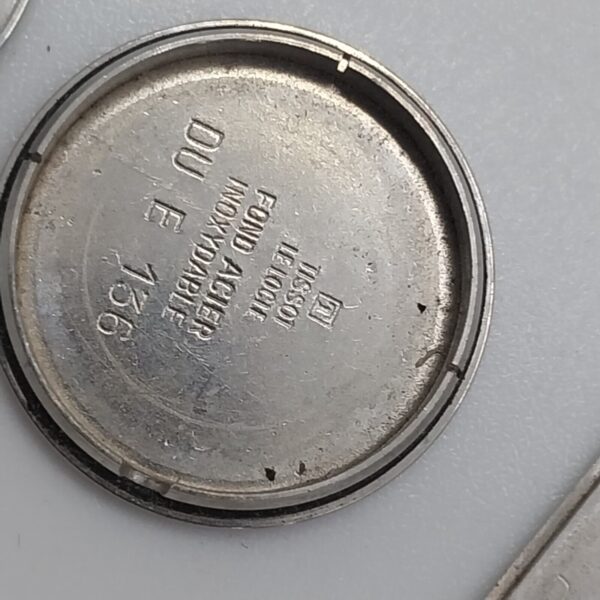 T
TISSOT
LE LOCLE
FOND ACIER
INOXYDABLE
DU E 136